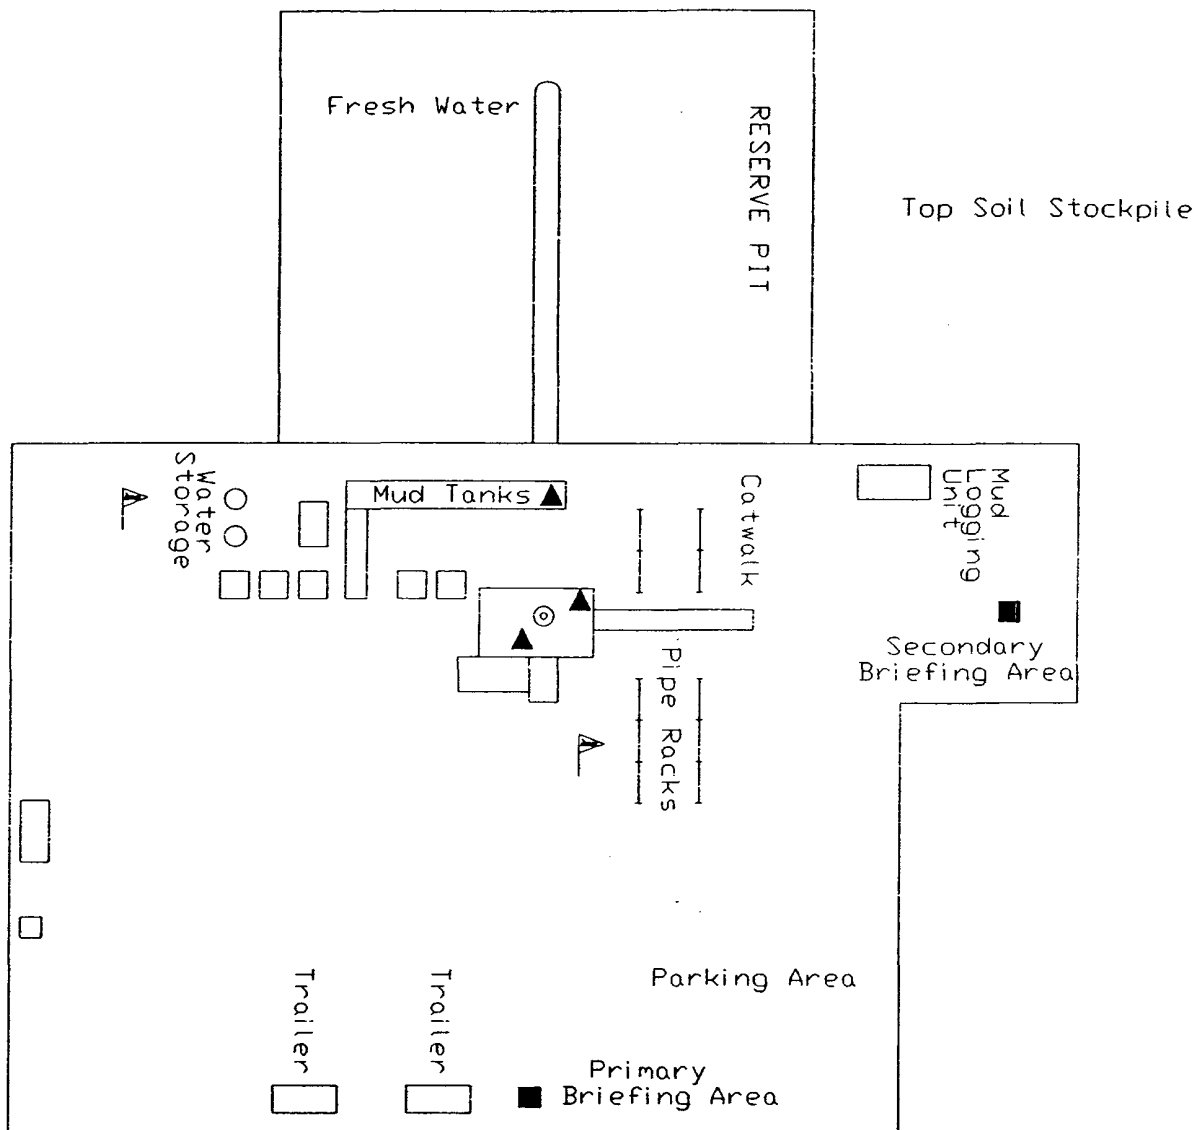 Fresh Water
RESERVE PIT
Top Soil Stockpile
Water
Storage
Mud Tanks
Catwalk
Mud
Logging
Unit
Secondary
Briefing Area
Pipe Racks
Parking Area
Trailer
Trailer
Primary
Briefing Area